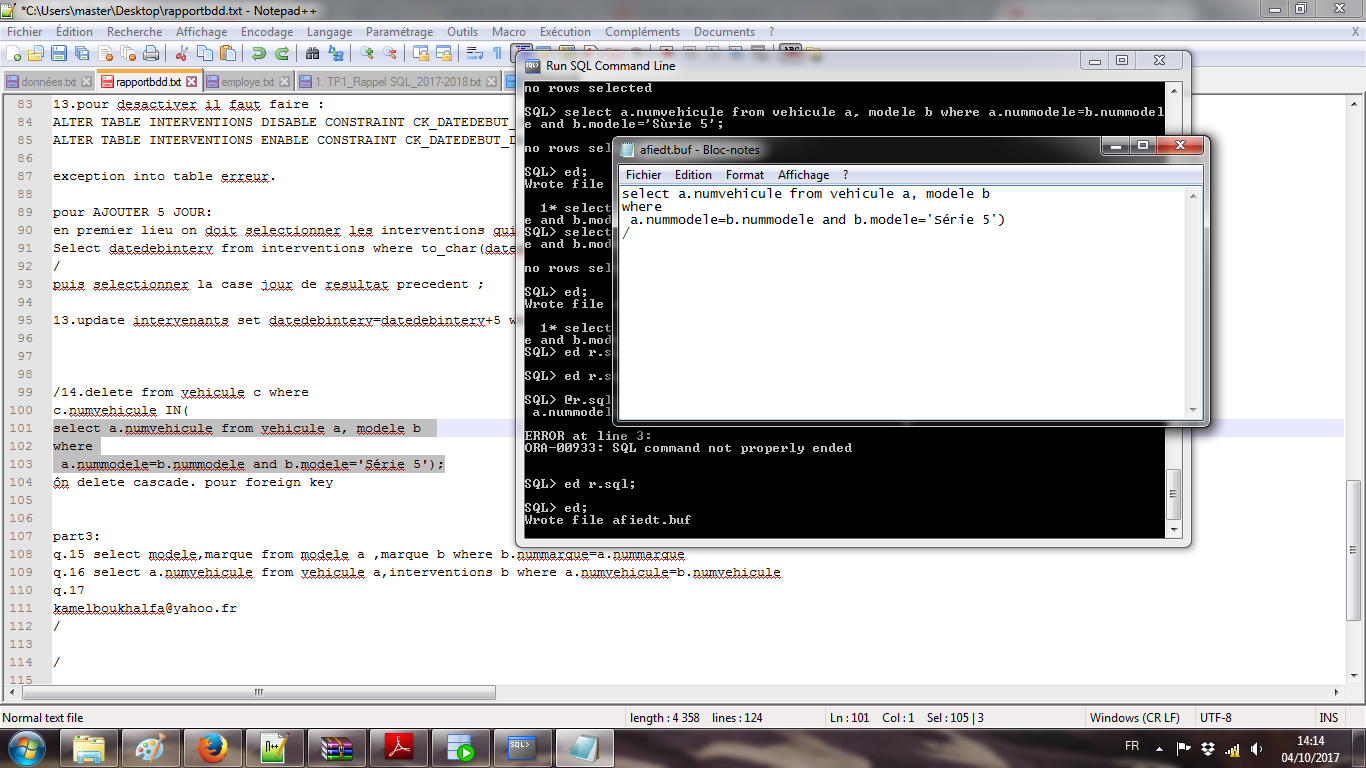 *C:\Users\master\Desktop\rapportbdd.txt - Notepad++
Fichier Édition Recherche Affichage Encodage Langage Paramétrage Outils Macro Exécution Compléments Documents ? X
données.txt rapportbdd.txt employe.txt 1. TP1_Rappel SQL_2017-2018.txt
83 13.pour desactiver il faut faire :
84 ALTER TABLE INTERVENTIONS DISABLE CONSTRAINT CK_DATEDEBUT_
85 ALTER TABLE INTERVENTIONS ENABLE CONSTRAINT CK_DATEDEBUT_D
86
87 exception into table erreur.
88
89 pour AJOUTER 5 JOUR:
90 en premier lieu on doit selectionner les interventions qui
91 Select datedebinterv from interventions where to_char(date
92 /
93 puis selectionner la case jour de resultat precedent ;
94
95 13.update intervenants set datedebinterv=datedebinterv+5 w
96
97
98
99 /14.delete from vehicule c where
100 c.numvehicule IN(
101 select a.numvehicule from vehicule a, modele b
102 where
103 a.nummodele=b.nummodele and b.modele='Série 5');
104 ôn delete cascade. pour foreign key
105
106
107 part3:
108 q.15 select modele,marque from modele a ,marque b where b.nummarque=a.nummarque
109 q.16 select a.numvehicule from vehicule a,interventions b where a.numvehicule=b.numvehicule
110 q.17
111 kamelboukhalfa@yahoo.fr
112 /
113
114 /
115
Run SQL Command Line
no rows selected
SQL> select a.numvehicule from vehicule a, modele b where a.nummodele=b.nummodel
e and b.modele='Sùrie 5';
no rows sel
SQL> ed;
Wrote file
1* select
e and b.mod
SQL> select
e and b.mod
no rows sel
SQL> ed;
Wrote file
1* select
e and b.mode
SQL> ed r.s
SQL> ed r.s
SQL> @r.sql
a.nummodel
ERROR at line 3:
ORA-00933: SQL command not properly ended
SQL> ed r.sql;
SQL> ed;
Wrote file afiedt.buf
afiedt.buf - Bloc-notes
Fichier Edition Format Affichage ?
select a.numvehicule from vehicule a, modele b
where
a.nummodele=b.nummodele and b.modele='Série 5')
/
Normal text file length : 4 358 lines : 124 Ln : 101 Col : 1 Sel : 105 | 3 Windows (CR LF) UTF-8 INS
FR 14:14
04/10/2017